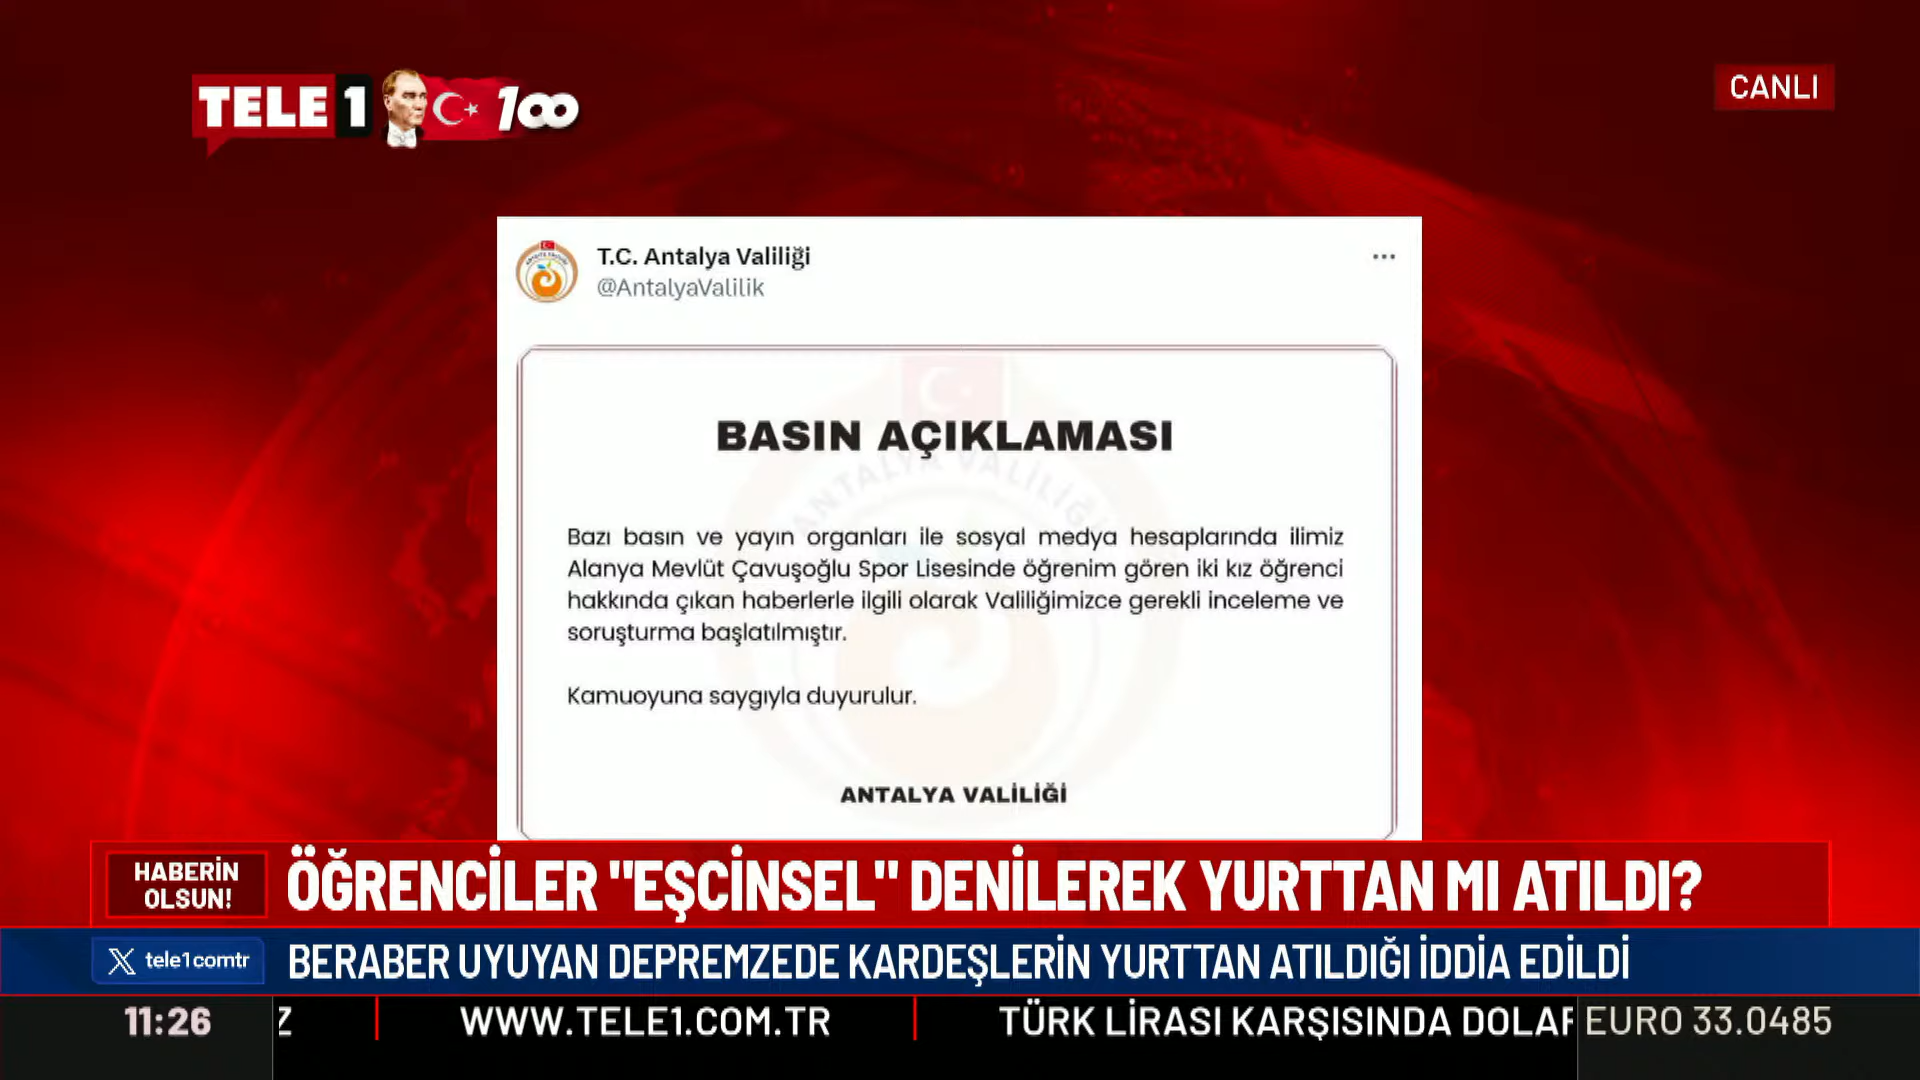 TELE 1
100
CANLI
T.C. Antalya Valiliği
@AntalyaValilik
BASIN AÇIKLAMASI
ANTALYA VALİLİĞİ
Bazı basın ve yayın organları ile sosyal medya hesaplarında ilimiz
Alanya Mevlüt Çavuşoğlu Spor Lisesinde öğrenim gören iki kız öğrenci
hakkında çıkan haberlerle ilgili olarak Valiliğimizce gerekli inceleme ve
soruşturma başlatılmıştır.
Kamuoyuna saygıyla duyurulur.
ANTALYA VALİLİĞİ
HABERİN
OLSUN!
ÖĞRENCİLER "EŞCİNSEL" DENİLEREK YURTTAN MI ATILDI?
X tele1comtr
BERABER UYUYAN DEPREMZEDE KARDEŞLERİN YURTTAN ATILDIĞI İDDİA EDİLDİ
11:26
Z
WWW.TELE1.COM.TR
TÜRK LİRASI KARŞISINDA DOLAR
EURO 33.0485